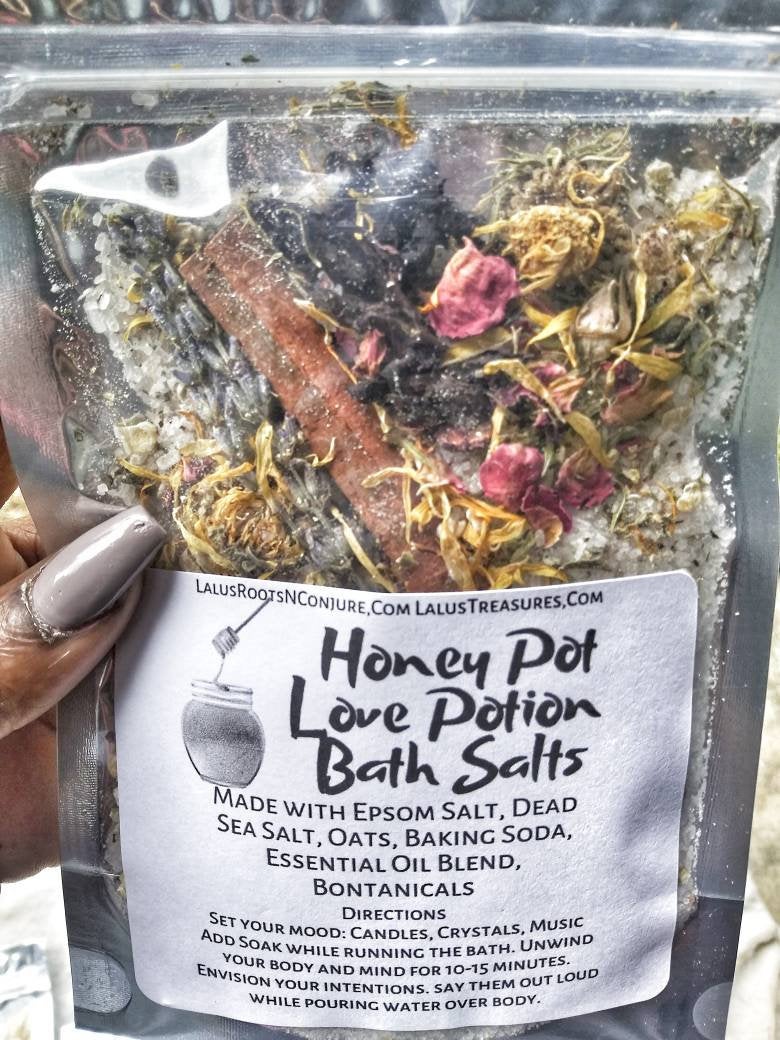 LalusRootsNConjure,Com LalusTreasures,Com
Honey Pot
Love Potion
Bath Salts
Made with Epsom Salt, Dead
Sea Salt, Oats, Baking Soda,
Essential Oil Blend,
Bontanicals
Directions
Set your mood: Candles, Crystals, Music
Add Soak while running the bath. Unwind
your body and mind for 10-15 minutes.
Envision your intentions. say them out loud
while pouring water over body.